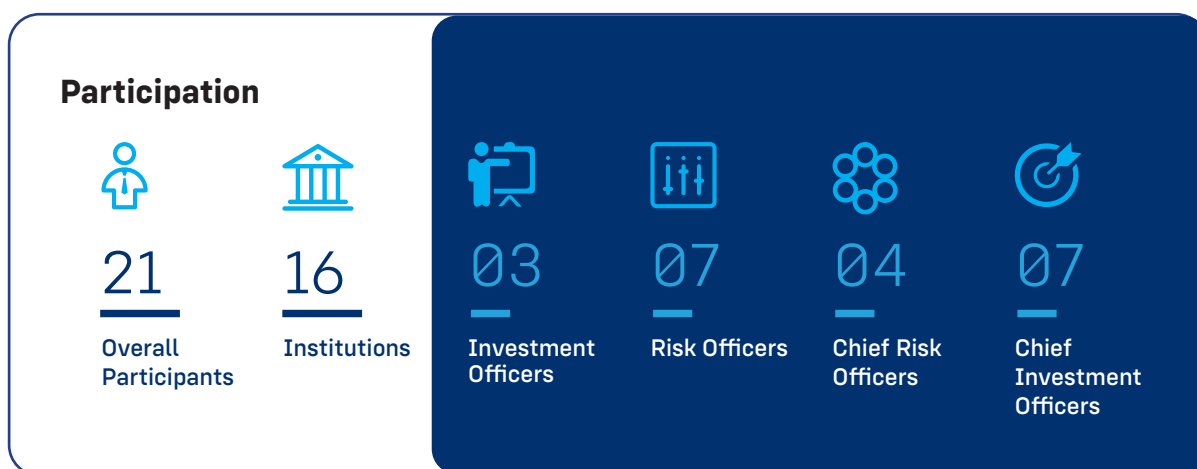 Participation
21
Overall
Participants
16
Institutions
03
Investment
Officers
07
Risk Officers
04
Chief Risk
Officers
07
Chief
Investment
Officers